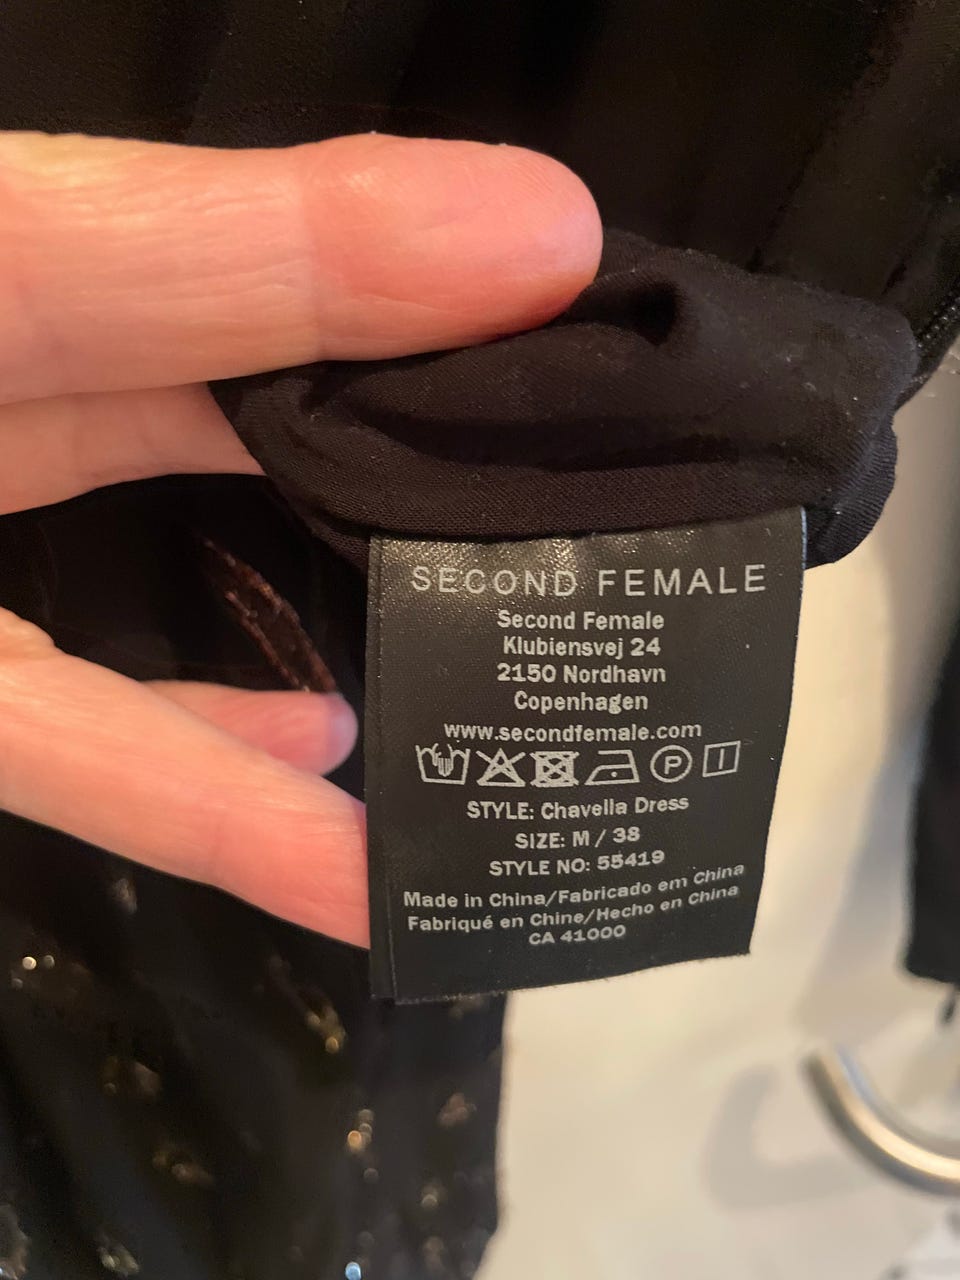 SECOND FEMALE
Second Female
Klubiensvej 24
2150 Nordhavn
Copenhagen
www.secondfemale.com
P
STYLE: Chavella Dress
SIZE: M / 38
STYLE NO: 55419
Made in China/Fabricado em China
Fabriqué en Chine/Hecho en China
CA 41000